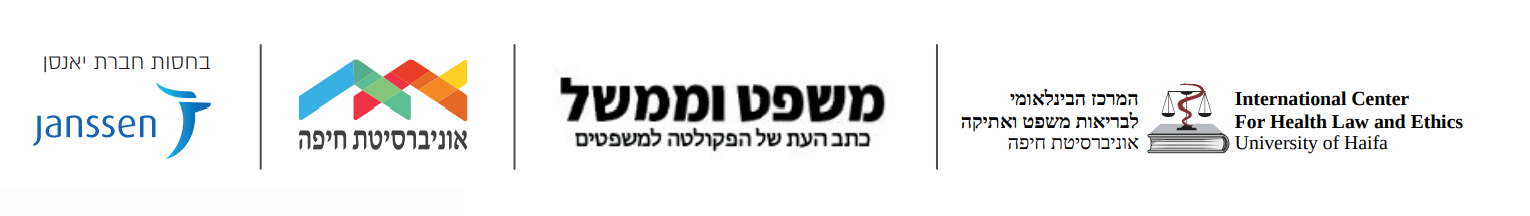 המרכז הבינלאומי
לבריאות משפט ואתיקה
אוניברסיטת חיפה
International Center
For Health Law and Ethics
University of Haifa
משפט וממשל
כתב העת של הפקולטה למשפטים
אוניברסיטת חיפה
בחסות חברת יאנסן
janssen